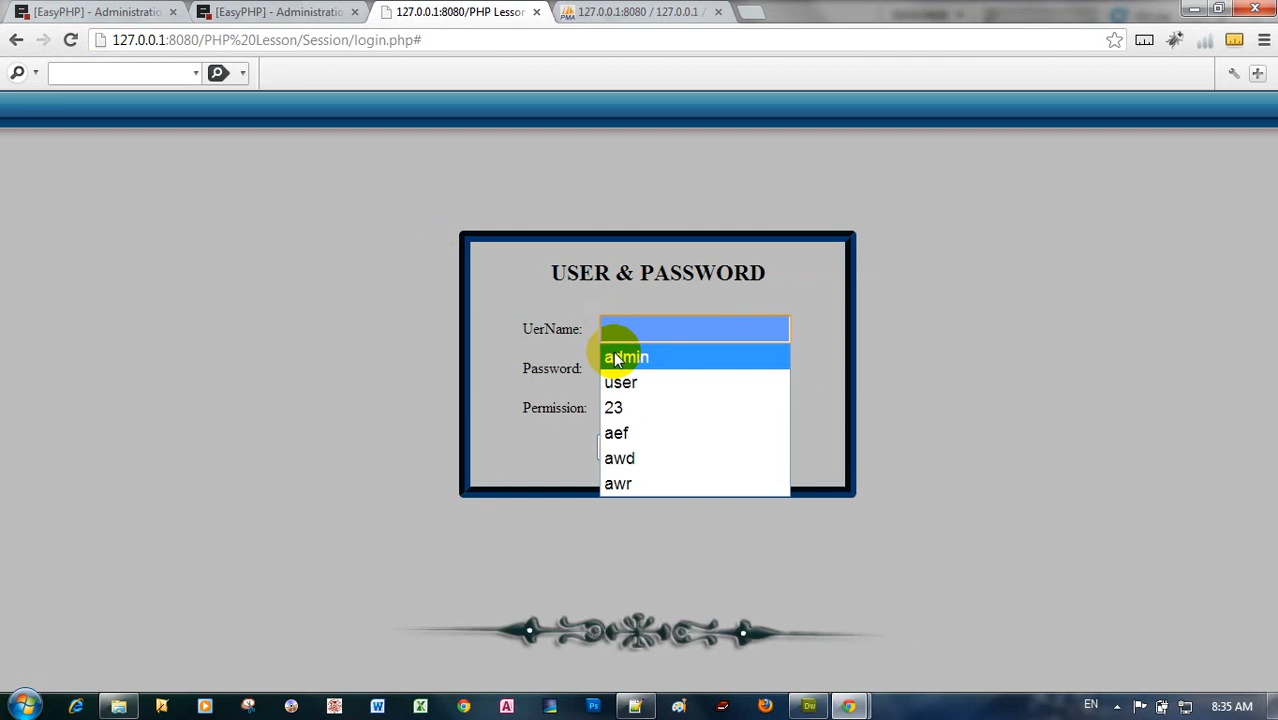 [EasyPHP] - Administratio
[EasyPHP] - Administratio
127.0.0.1:8080/PHP Lesso
127.0.0.1:8080 / 127.0.0.1 /
127.0.0.1:8080/PHP%20Lesson/Session/login.php#
USER & PASSWORD
UerName:
admin
Password:
user
Permission:
23
aef
awd
awr
EN
8:35 AM